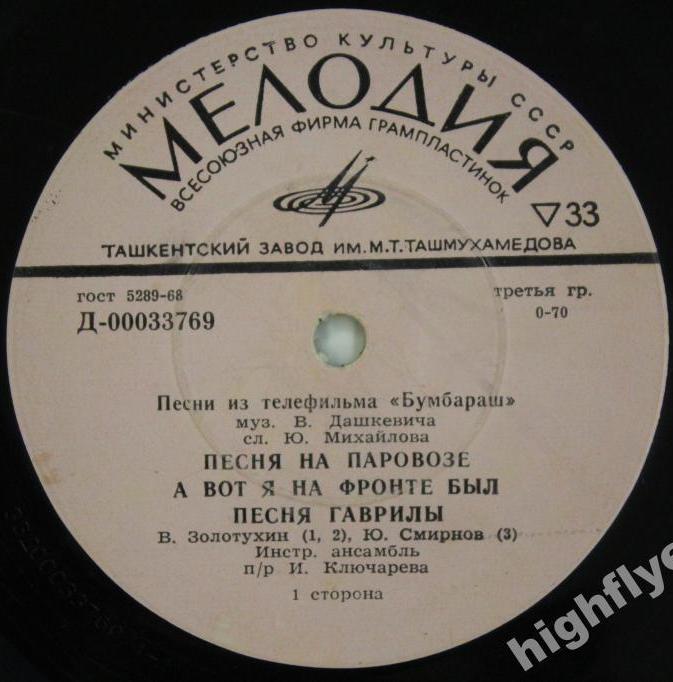 МИНИСТЕРСТВО КУЛЬТУРЫ СССР
МЕЛОДИЯ
ВСЕСОЮЗНАЯ ФИРМА ГРАМПЛАСТИНОК
▽33
ТАШКЕНТСКИЙ ЗАВОД ИМ. М.Т. ТАШМУХАМЕДОВА
гост 5289-68
третья гр.
Д-00033769
0-70
Песни из телефильма «Бумбараш»
муз. В. Дашкевича
сл. Ю. Михайлова
ПЕСНЯ НА ПАРОВОЗЕ
А ВОТ Я НА ФРОНТЕ БЫЛ
ПЕСНЯ ГАВРИЛЫ
В. Золотухин (1, 2), Ю. Смирнов (3)
Инстр. ансамбль
п/р И. Ключарева
1 сторона